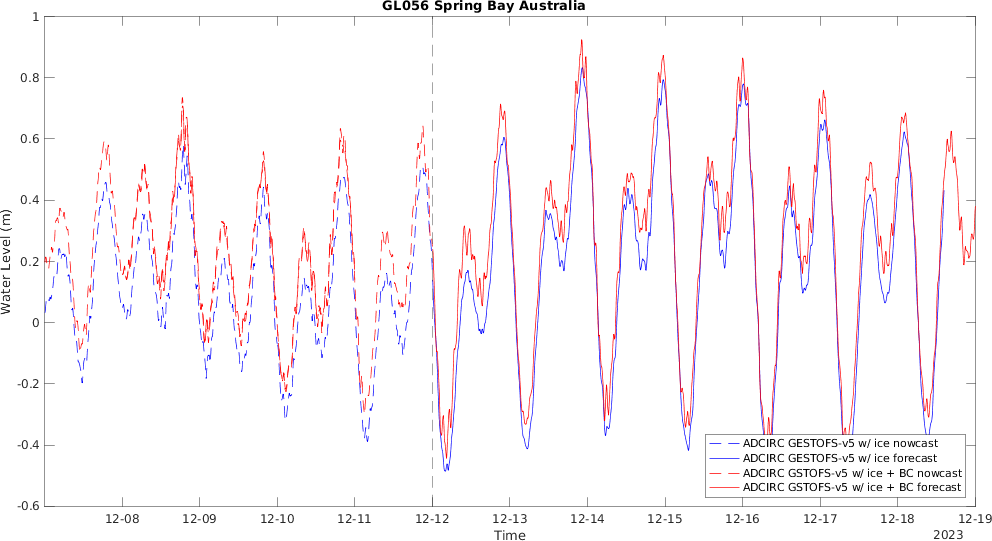 GL056 Spring Bay Australia
1
0.8
0.6
0.4
0.2
0
-0.2
-0.4
-0.6
Water Level (m)
12-08 12-09 12-10 12-11 12-12 12-13 12-14 12-15 12-16 12-17 12-18 12-19
Time
2023
ADCIRC GESTOFS-v5 w/ ice nowcast
ADCIRC GESTOFS-v5 w/ ice forecast
ADCIRC GSTOFS-v5 w/ ice + BC nowcast
ADCIRC GSTOFS-v5 w/ ice + BC forecast